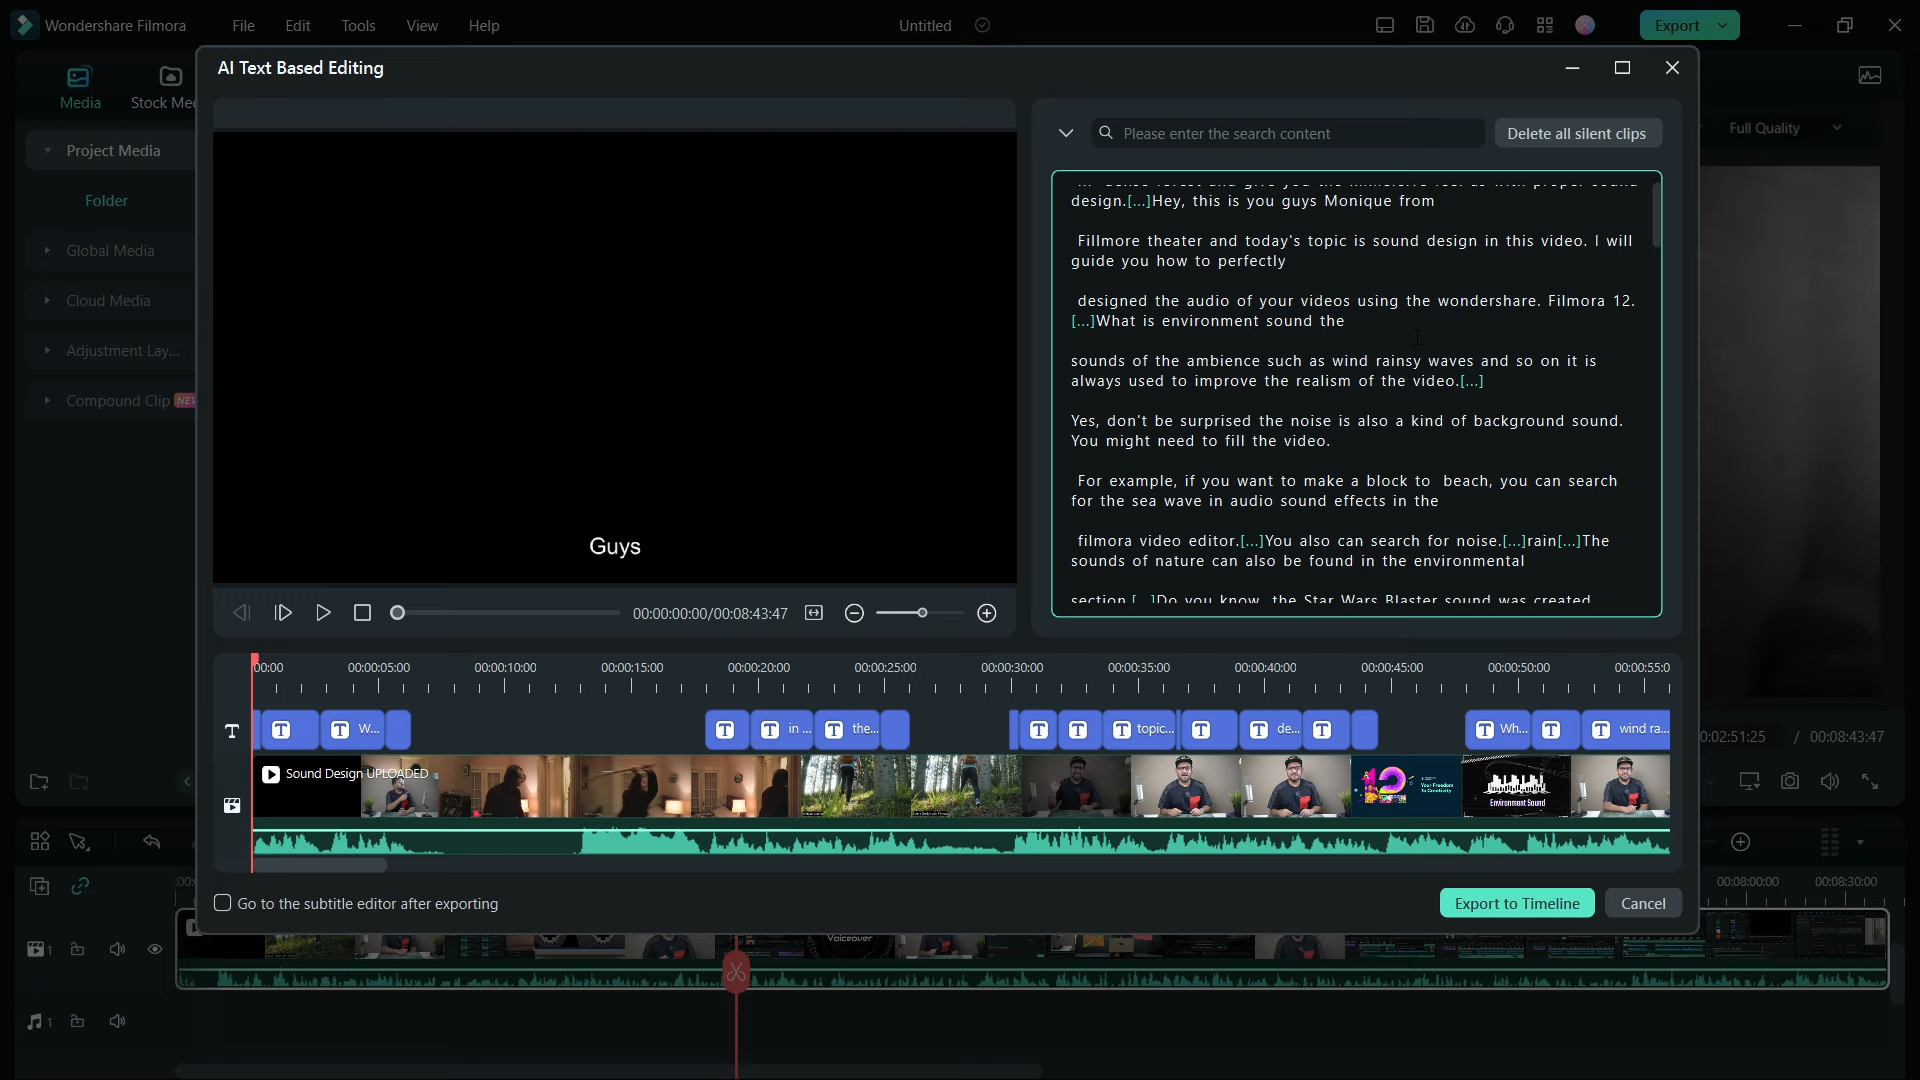 Wondershare Filmora
File
Edit
Tools
View
Help
Untitled
Export
Media
Stock Med
Project Media
Folder
Global Media
Cloud Media
Adjustment Lay...
Compound Clip
NEW
Full Quality
AI Text Based Editing
Please enter the search content
Delete all silent clips
dense forest and give you the immersive feel as with proper sound
design.[...]Hey, this is you guys Monique from
Fillmore theater and today's topic is sound design in this video. I will
guide you how to perfectly
designed the audio of your videos using the wondershare. Filmora 12.
[...]What is environment sound the
sounds of the ambience such as wind rainsy waves and so on it is
always used to improve the realism of the video.[...]
Yes, don't be surprised the noise is also a kind of background sound.
You might need to fill the video.
For example, if you want to make a block to beach, you can search
for the sea wave in audio sound effects in the
filmora video editor.[...]You also can search for noise.[...]rain[...]The
sounds of nature can also be found in the environmental
section.[...]Do you know, the Star Wars Blaster sound was created
Guys
00:00:00:00/00:08:43:47
00:00
00:00:05:00
00:00:10:00
00:00:15:00
00:00:20:00
00:00:25:00
00:00:30:00
00:00:35:00
00:00:40:00
00:00:45:00
00:00:50:00
00:00:55:0
T
T
T W...
T
T in ...
T the...
T
T
T topic...
T
T de...
T
T Wh...
T
T wind ra...
Sound Design UPLOADED
12
Your Freedom
To Creativity
Environment Sound
Go to the subtitle editor after exporting
Export to Timeline
Cancel
0:02:51:25 / 00:08:43:47
:00:
00:08:00:00
00:08:30:00
1
Voiceover
1